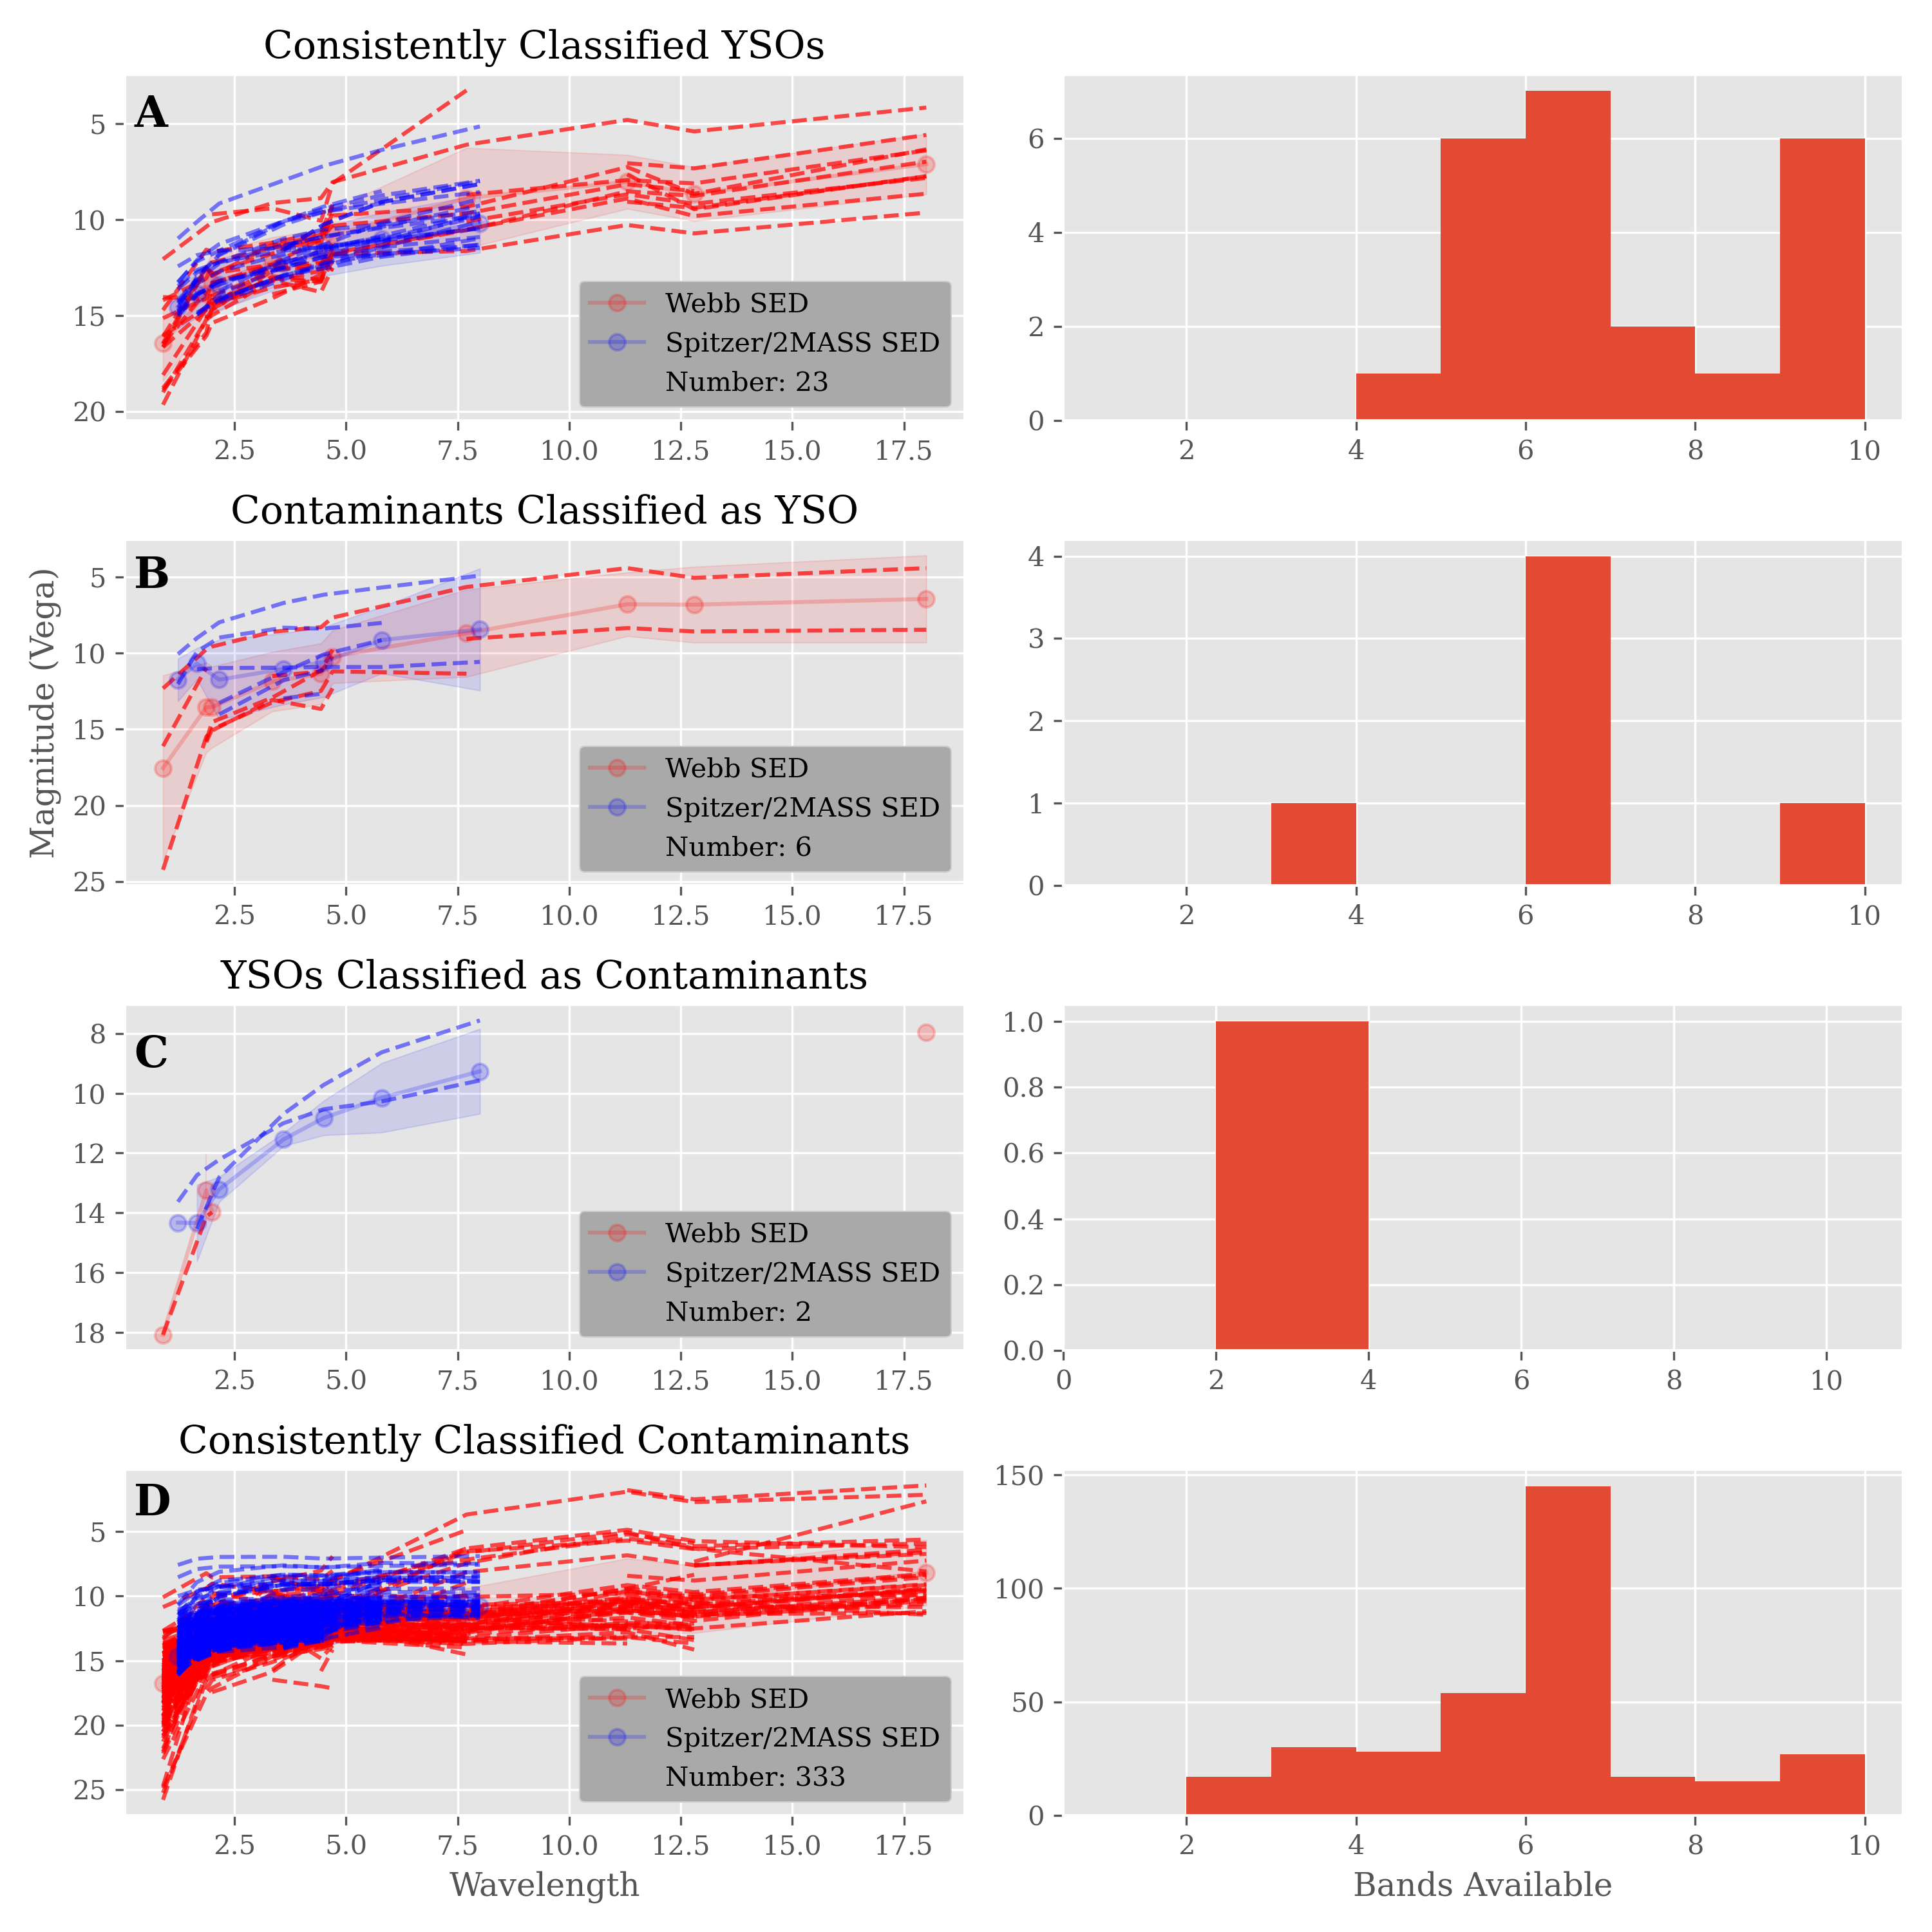 Consistently Classified YSOs
A
5
10
15
20
2.5 5.0 7.5 10.0 12.5 15.0 17.5
Webb SED
Spitzer/2MASS SED
Number: 23
6
4
2
0
2 4 6 8 10
Contaminants Classified as YSO
B
Magnitude (Vega)
5
10
15
20
25
2.5 5.0 7.5 10.0 12.5 15.0 17.5
Webb SED
Spitzer/2MASS SED
Number: 6
4
3
2
1
0
2 4 6 8 10
YSOs Classified as Contaminants
C
8
10
12
14
16
18
2.5 5.0 7.5 10.0 12.5 15.0 17.5
Webb SED
Spitzer/2MASS SED
Number: 2
1.0
0.8
0.6
0.4
0.2
0.0
0 2 4 6 8 10
Consistently Classified Contaminants
D
5
10
15
20
25
2.5 5.0 7.5 10.0 12.5 15.0 17.5
Webb SED
Spitzer/2MASS SED
Number: 333
Wavelength
150
100
50
0
2 4 6 8 10
Bands Available